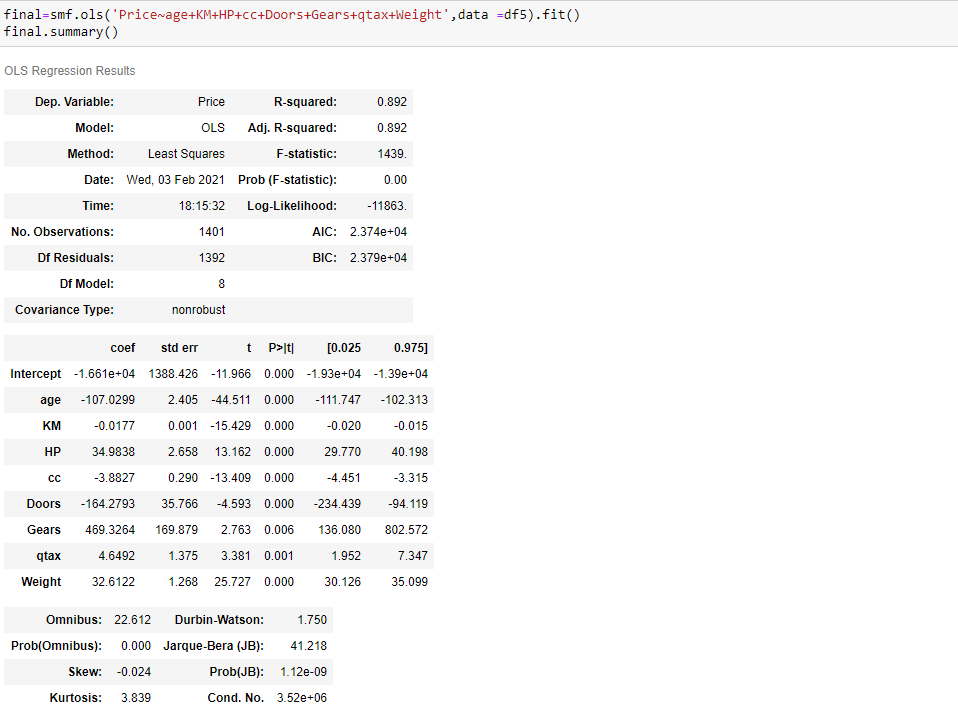 final=smf.ols('Price~age+KM+HP+cc+Doors+Gears+qtax+Weight',data =df5).fit()
final.summary()
OLS Regression Results
Dep. Variable: Price R-squared: 0.892
Model: OLS Adj. R-squared: 0.892
Method: Least Squares F-statistic: 1439.
Date: Wed, 03 Feb 2021 Prob (F-statistic): 0.00
Time: 18:15:32 Log-Likelihood: -11863.
No. Observations: 1401 AIC: 2.374e+04
Df Residuals: 1392 BIC: 2.379e+04
Df Model: 8
Covariance Type: nonrobust
coef std err t P>|t| [0.025 0.975]
Intercept -1.661e+04 1388.426 -11.966 0.000 -1.93e+04 -1.39e+04
age -107.0299 2.405 -44.511 0.000 -111.747 -102.313
KM -0.0177 0.001 -15.429 0.000 -0.020 -0.015
HP 34.9838 2.658 13.162 0.000 29.770 40.198
cc -3.8827 0.290 -13.409 0.000 -4.451 -3.315
Doors -164.2793 35.766 -4.593 0.000 -234.439 -94.119
Gears 469.3264 169.879 2.763 0.006 136.080 802.572
qtax 4.6492 1.375 3.381 0.001 1.952 7.347
Weight 32.6122 1.268 25.727 0.000 30.126 35.099
Omnibus: 22.612 Durbin-Watson: 1.750
Prob(Omnibus): 0.000 Jarque-Bera (JB): 41.218
Skew: -0.024 Prob(JB): 1.12e-09
Kurtosis: 3.839 Cond. No. 3.52e+06